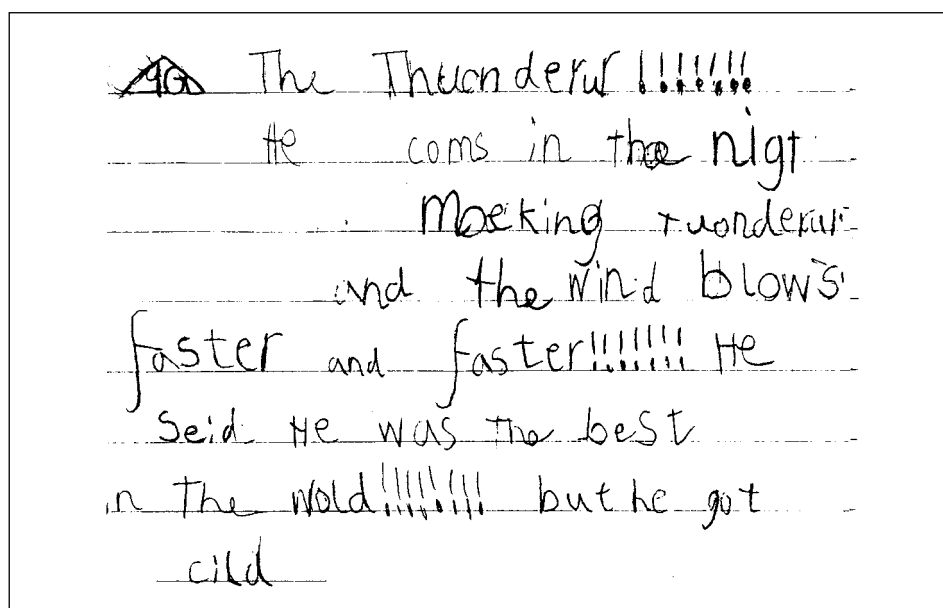 The Thuonderur !!!!!!!
He coms in the nigt
Moeking tuonderur
and the wind blows
faster and faster!!!!!!! He
Seid He was The best
in The wold!!!!!!!! but he got
cild